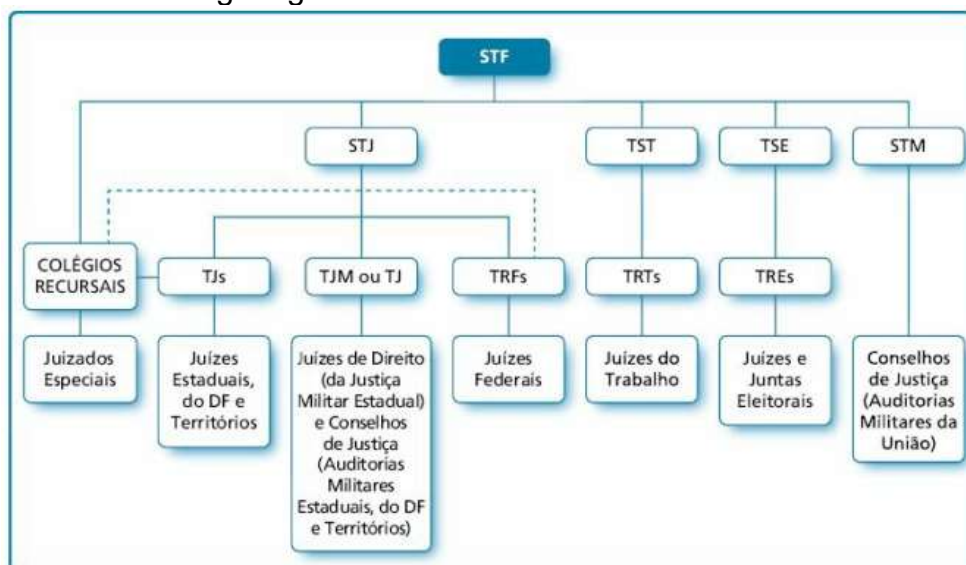 STF
STJ
TST
TSE
STM
COLÉGIOS
RECURSAIS
TJs
TJM ou TJ
TRFs
TRTs
TREs
Juizados
Especiais
Juízes
Estaduais,
do DF e
Territórios
Juízes de Direito
(da Justiça
Militar Estadual)
e Conselhos
de Justiça
(Auditorias
Militares
Estaduais, do DF
e Territórios)
Juízes
Federais
Juízes do
Trabalho
Juízes e
Juntas
Eleitorais
Conselhos
de Justiça
(Auditorias
Militares da
União)